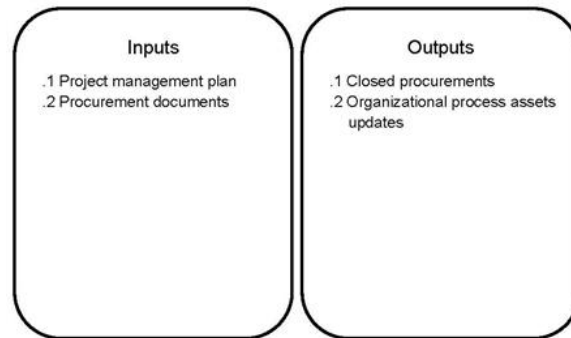 Inputs
.1 Project management plan
.2 Procurement documents
Outputs
.1 Closed procurements
.2 Organizational process assets
updates